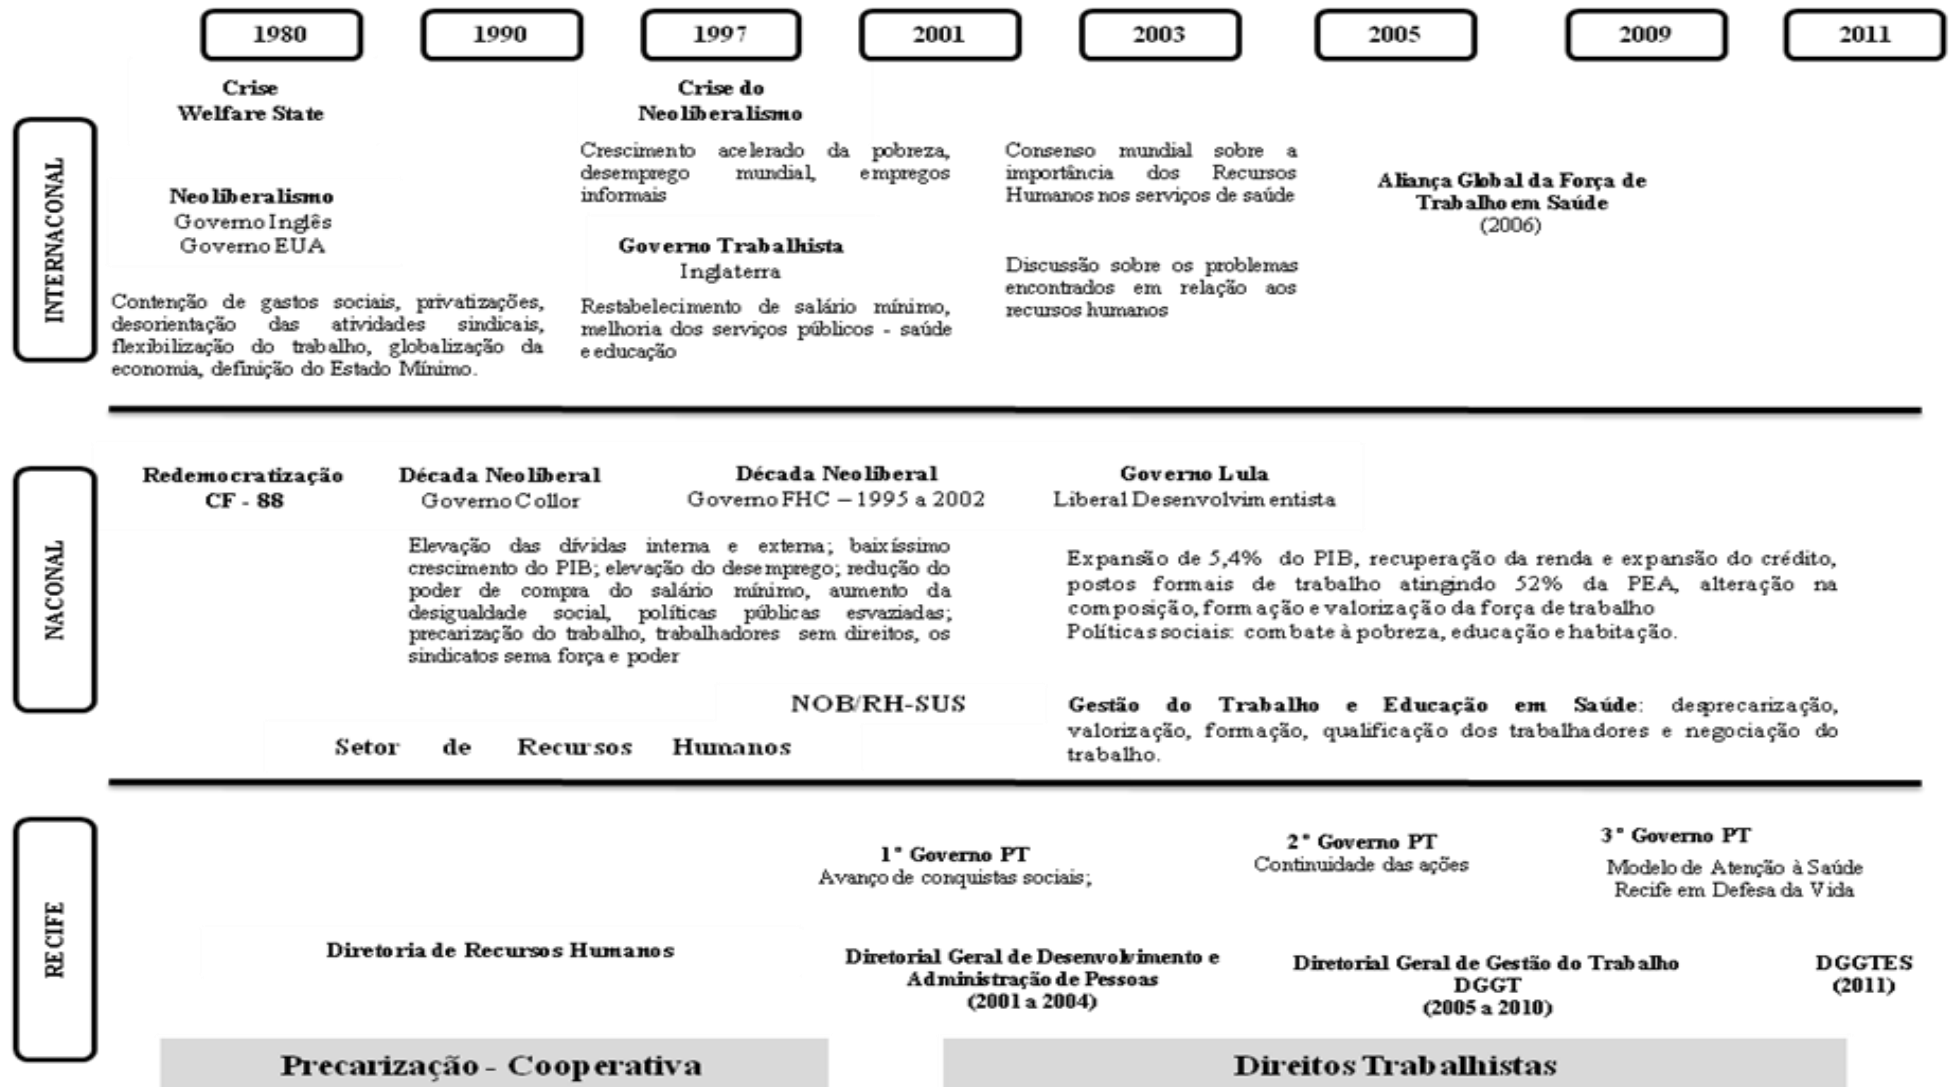 1980 1990 1997 2001 2003 2005 2009 2011
INTERNACONAL
Crise
Welfare State
Neoliberalismo
Governo Inglês
Governo EUA
Contenção de gastos sociais, privatizações,
desorientação das atividades sindicais,
flexibilização do trabalho, globalização da
economia, definição do Estado Mínimo.
Crise do
Neoliberalismo
Crescimento acelerado da pobreza,
desemprego mundial, empregos
informais
Governo Trabalhista
Inglaterra
Restabelecimento de salário mínimo,
melhoria dos serviços públicos - saúde
e educação
Consenso mundial sobre a
importância dos Recursos
Humanos nos serviços de saúde
Discussão sobre os problemas
encontrados em relação aos
recursos humanos
Aliança Global da Força de
Trabalho em Saúde
(2006)
NACONAL
Redemocratização
CF - 88
Década Neoliberal
Governo Collor
Década Neoliberal
Governo FHC – 1995 a 2002
Elevação das dívidas interna e externa; baixíssimo
crescimento do PIB; elevação do desemprego; redução do
poder de compra do salário mínimo, aumento da
desigualdade social, políticas públicas esvaziadas;
precarização do trabalho, trabalhadores sem direitos, os
sindicatos sema força e poder
NOB/RH-SUS
Setor de Recursos Humanos
Governo Lula
Liberal Desenvolvimentista
Expansão de 5,4% do PIB, recuperação da renda e expansão do crédito,
postos formais de trabalho atingindo 52% da PEA, alteração na
composição, formação e valorização da força de trabalho
Políticas sociais: combate à pobreza, educação e habitação.
Gestão do Trabalho e Educação em Saúde: desprecarização,
valorização, formação, qualificação dos trabalhadores e negociação do
trabalho.
RECIFE
1° Governo PT
Avanço de conquistas sociais;
2° Governo PT
Continuidade das ações
3° Governo PT
Modelo de Atenção à Saúde
Recife em Defesa da Vida
Diretoria de Recursos Humanos
Diretorial Geral de Desenvolvimento e
Administração de Pessoas
(2001 a 2004)
Diretorial Geral de Gestão do Trabalho
DGGT
(2005 a 2010)
DGGTES
(2011)
Precarização - Cooperativa
Direitos Trabalhistas